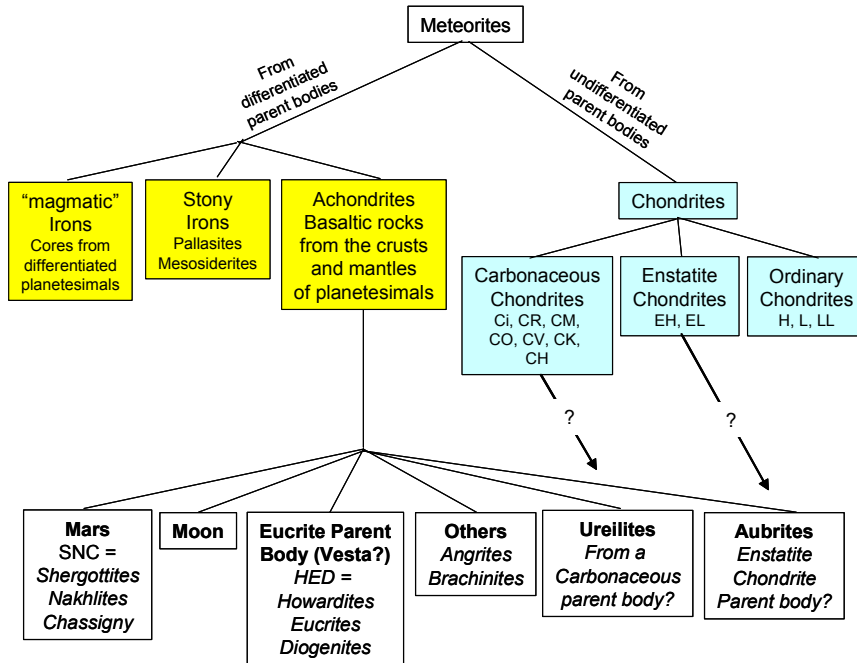 Meteorites
From
differentiated
parent bodies
From
undifferentiated
parent bodies
“magmatic”
Irons
Cores from
differentiated
planetesimals
Stony
Irons
Pallasites
Mesosiderites
Achondrites
Basaltic rocks
from the crusts
and mantles
of planetesimals
Chondrites
Carbonaceous
Chondrites
Ci, CR, CM,
CO, CV, CK,
CH
Enstatite
Chondrites
EH, EL
Ordinary
Chondrites
H, L, LL
?
?
Mars
SNC =
Shergottites
Nakhlites
Chassigny
Moon
Eucrite Parent
Body (Vesta?)
HED =
Howardites
Eucrites
Diogenites
Others
Angrites
Brachinites
Ureilites
From a
Carbonaceous
parent body?
Aubrites
Enstatite
Chondrite
Parent body?